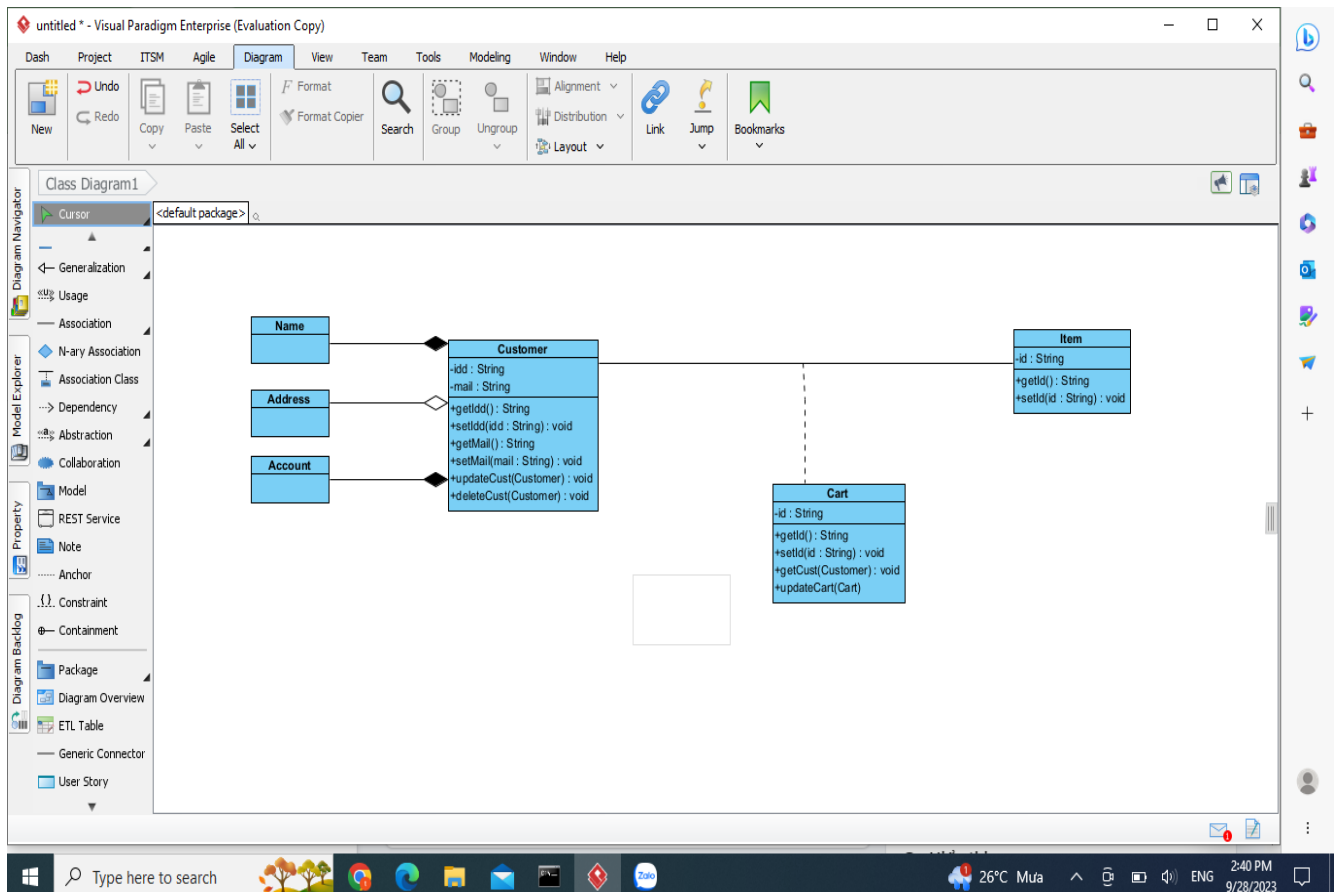 untitled * - Visual Paradigm Enterprise (Evaluation Copy)
Dash Project ITSM Agile Diagram View Team Tools Modeling Window Help
New
Undo
Redo
Copy
Paste
Select
All
Format
Format Copier
Search
Group
Ungroup
Alignment
Distribution
Layout
Link
Jump
Bookmarks
Class Diagram1
Diagram Navigator
Model Explorer
Property
Diagram Backlog
Cursor
Generalization
Usage
Association
N-ary Association
Association Class
Dependency
Abstraction
Collaboration
Model
REST Service
Note
Anchor
Constraint
Containment
Package
Diagram Overview
ETL Table
Generic Connector
User Story
<default package>
Name
Address
Account
Customer
-idd : String
-mail : String
+getIdd() : String
+setIdd(idd : String) : void
+getMail() : String
+setMail(mail : String) : void
+updateCust(Customer) : void
+deleteCust(Customer) : void
Item
-id : String
+getId() : String
+setId(id : String) : void
Cart
-id : String
+getId() : String
+setId(id : String) : void
+getCust(Customer) : void
+updateCart(Cart)
Type here to search
Zalo
1
26°C Mưa
ENG
2:40 PM
9/28/2023